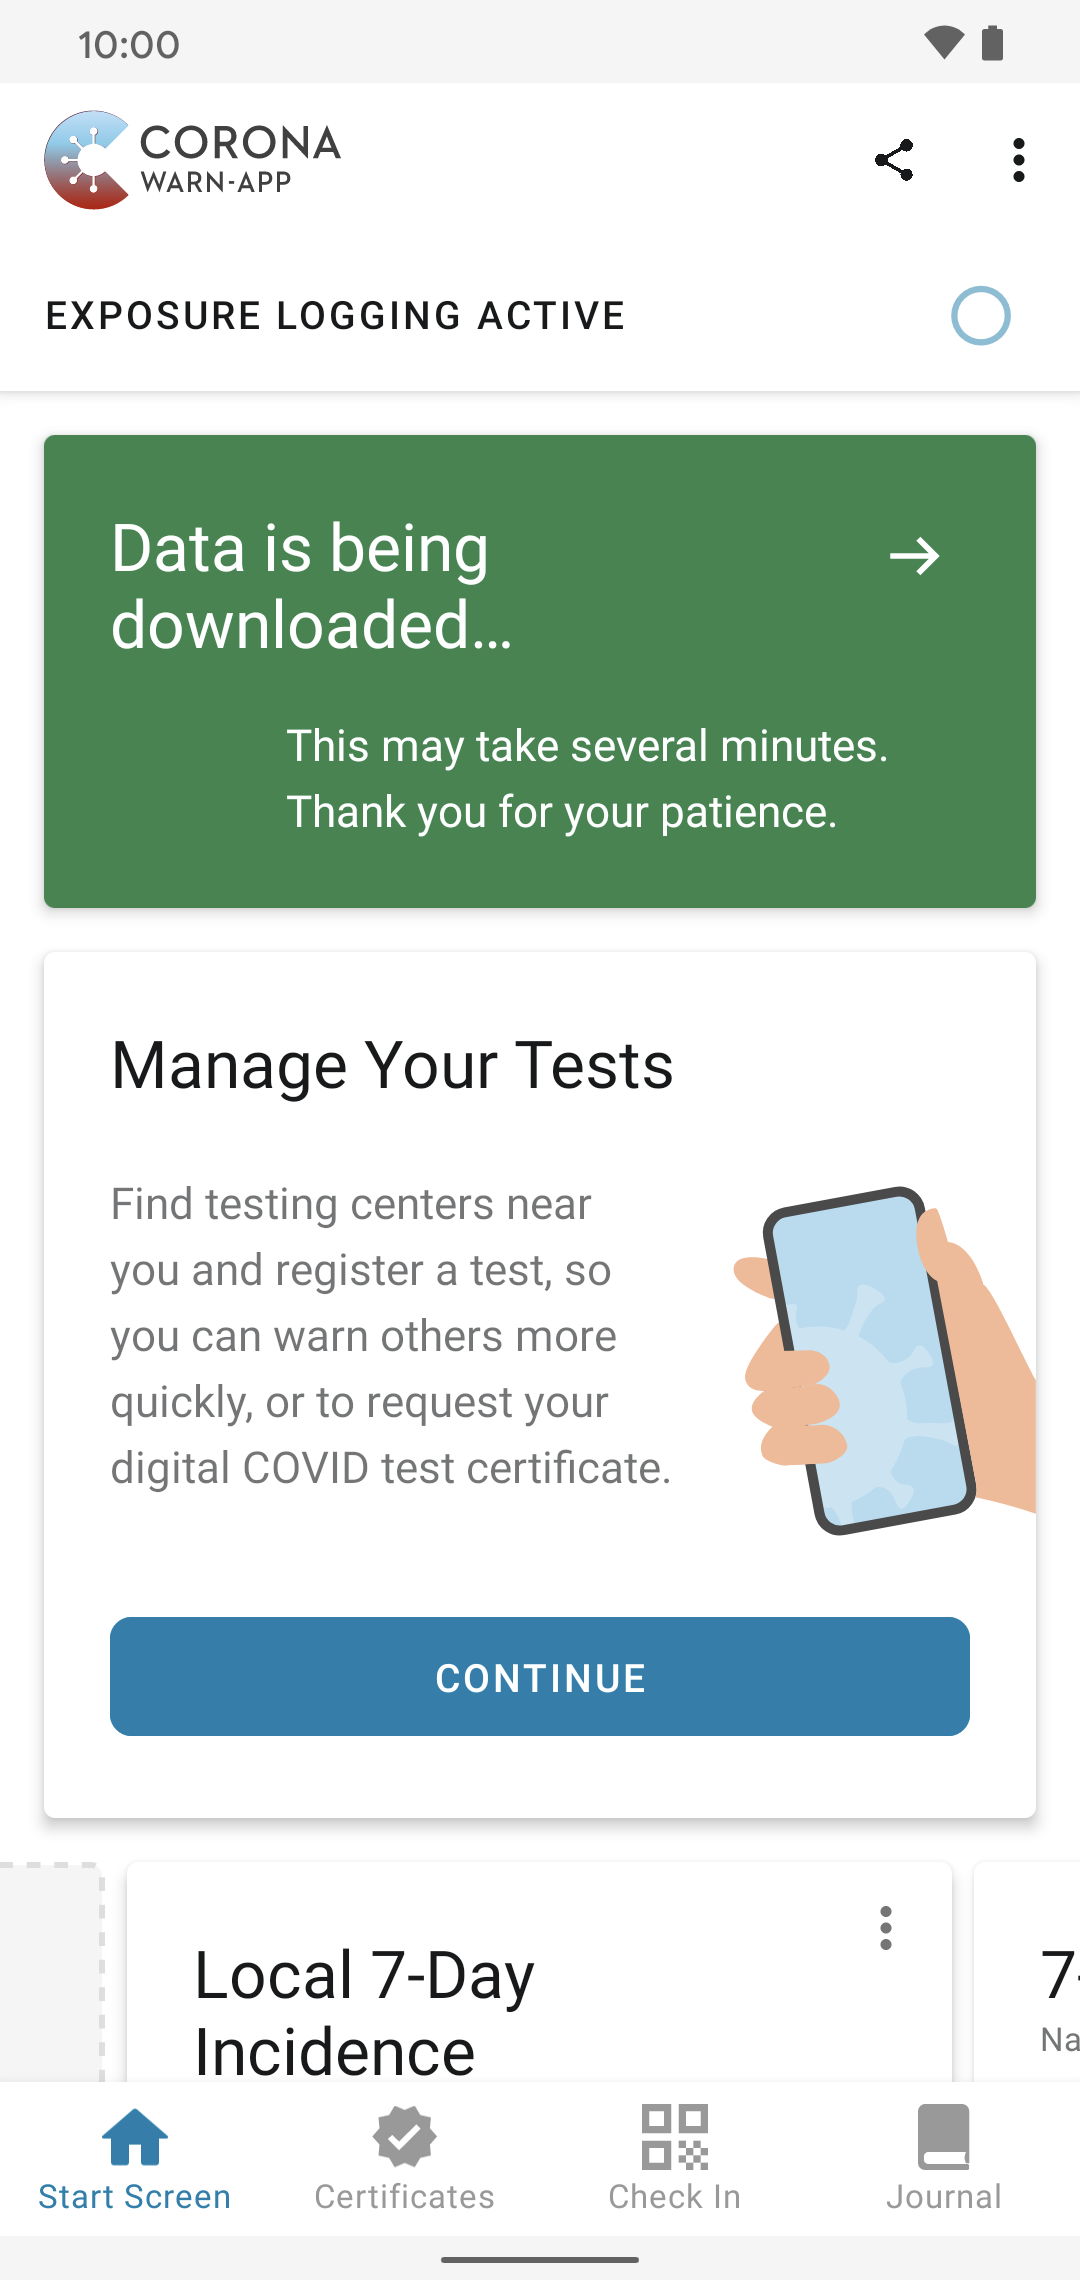 10:00
CORONA
WARN-APP
EXPOSURE LOGGING ACTIVE
Data is being
downloaded…
This may take several minutes.
Thank you for your patience.
Manage Your Tests
Find testing centers near
you and register a test, so
you can warn others more
quickly, or to request your
digital COVID test certificate.
CONTINUE
Local 7-Day
Incidence
7-
Na
Start Screen
Certificates
Check In
Journal